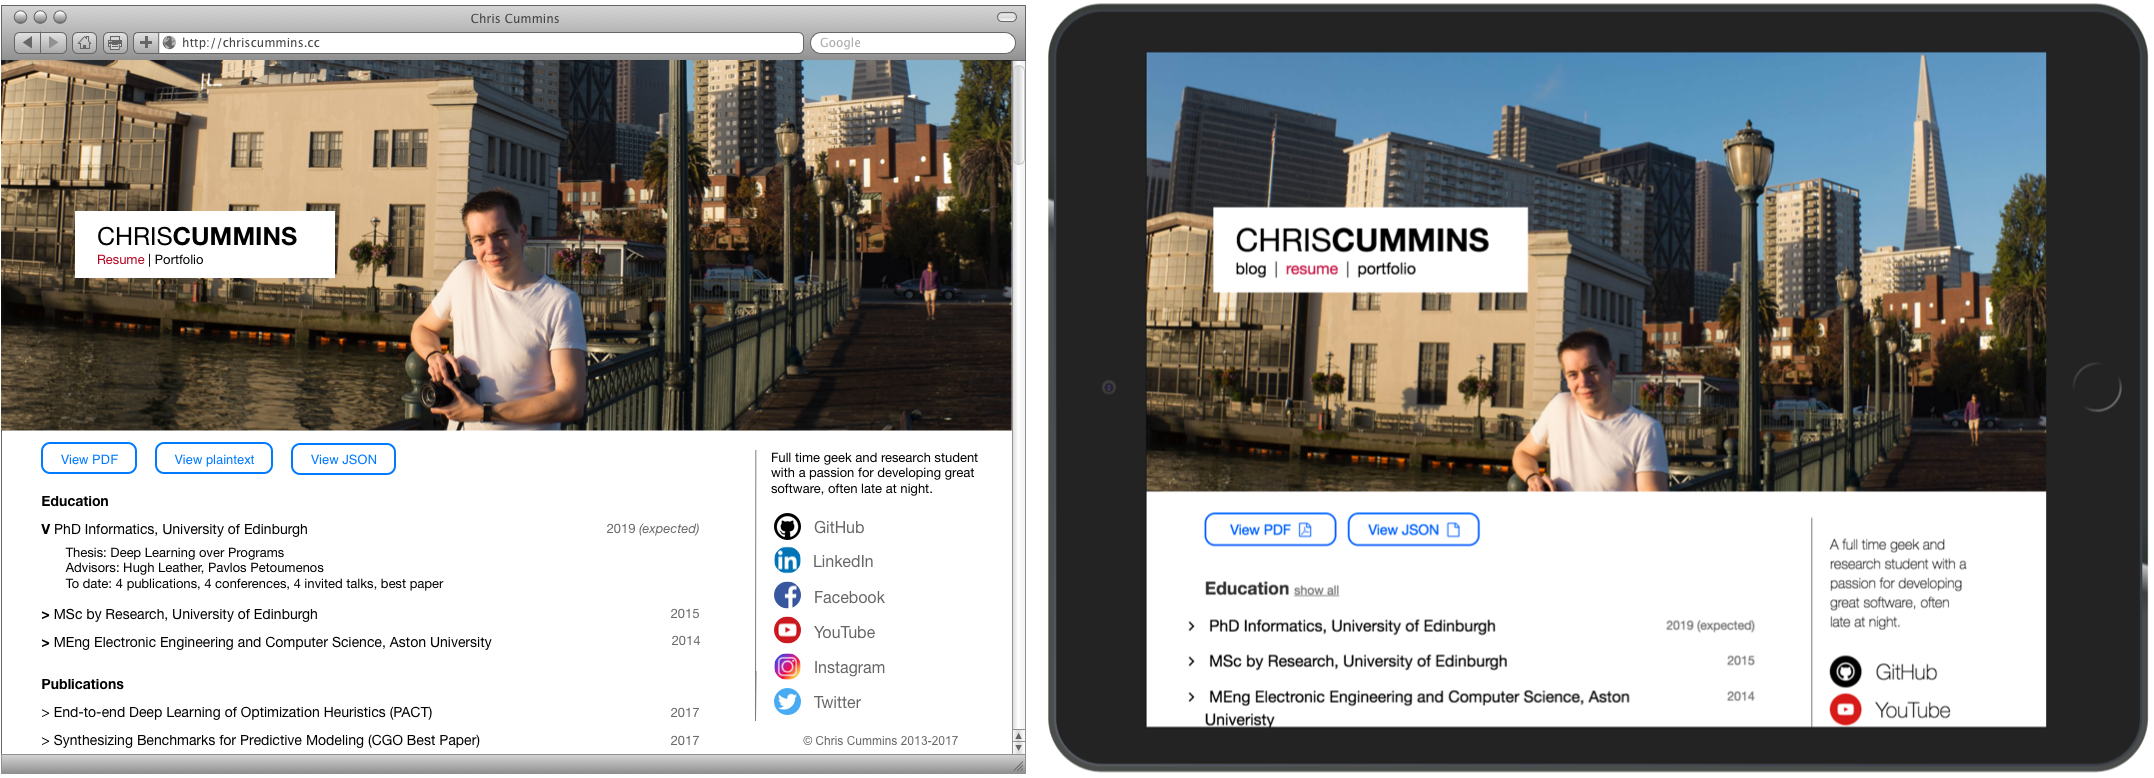 Chris Cummins
http://chriscummins.cc
Google
CHRISCUMMINS
Resume | Portfolio
View PDF
View plaintext
View JSON
Education
V PhD Informatics, University of Edinburgh
2019 (expected)
Thesis: Deep Learning over Programs
Advisors: Hugh Leather, Pavlos Petoumenos
To date: 4 publications, 4 conferences, 4 invited talks, best paper
> MSc by Research, University of Edinburgh
2015
> MEng Electronic Engineering and Computer Science, Aston University
2014
Publications
> End-to-end Deep Learning of Optimization Heuristics (PACT)
2017
> Synthesizing Benchmarks for Predictive Modeling (CGO Best Paper)
2017
Full time geek and research student
with a passion for developing great
software, often late at night.
GitHub
LinkedIn
Facebook
YouTube
Instagram
Twitter
© Chris Cummins 2013-2017
CHRISCUMMINS
blog | resume | portfolio
View PDF
View JSON
Education show all
> PhD Informatics, University of Edinburgh
2019 (expected)
> MSc by Research, University of Edinburgh
2015
> MEng Electronic Engineering and Computer Science, Aston
2014
Univeristy
A full time geek and
research student with a
passion for developing
great software, often
late at night.
GitHub
YouTube